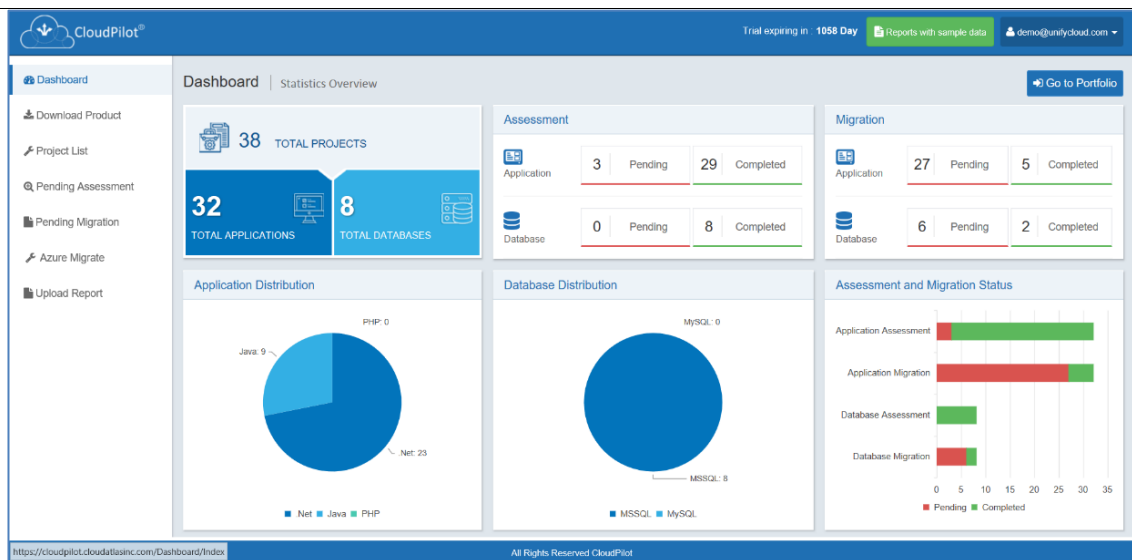 CloudPilot®
Trial expiring in : 1058 Day
Reports with sample data
demo@unifycloud.com
Dashboard
Download Product
Project List
Pending Assessment
Pending Migration
Azure Migrate
Upload Report
Dashboard | Statistics Overview
Go to Portfolio
38 TOTAL PROJECTS
32
TOTAL APPLICATIONS
8
TOTAL DATABASES
Assessment
Application
3 Pending
29 Completed
Database
0 Pending
8 Completed
Migration
Application
27 Pending
5 Completed
Database
6 Pending
2 Completed
Application Distribution
PHP: 0
Java: 9
.Net: 23
Net Java PHP
Database Distribution
MySQL: 0
MSSQL: 8
MSSQL MySQL
Assessment and Migration Status
Application Assessment
Application Migration
Database Assessment
Database Migration
0 5 10 15 20 25 30 35
Pending Completed
https://cloudpilot.cloudatlasinc.com/Dashboard/Index
All Rights Reserved CloudPilot